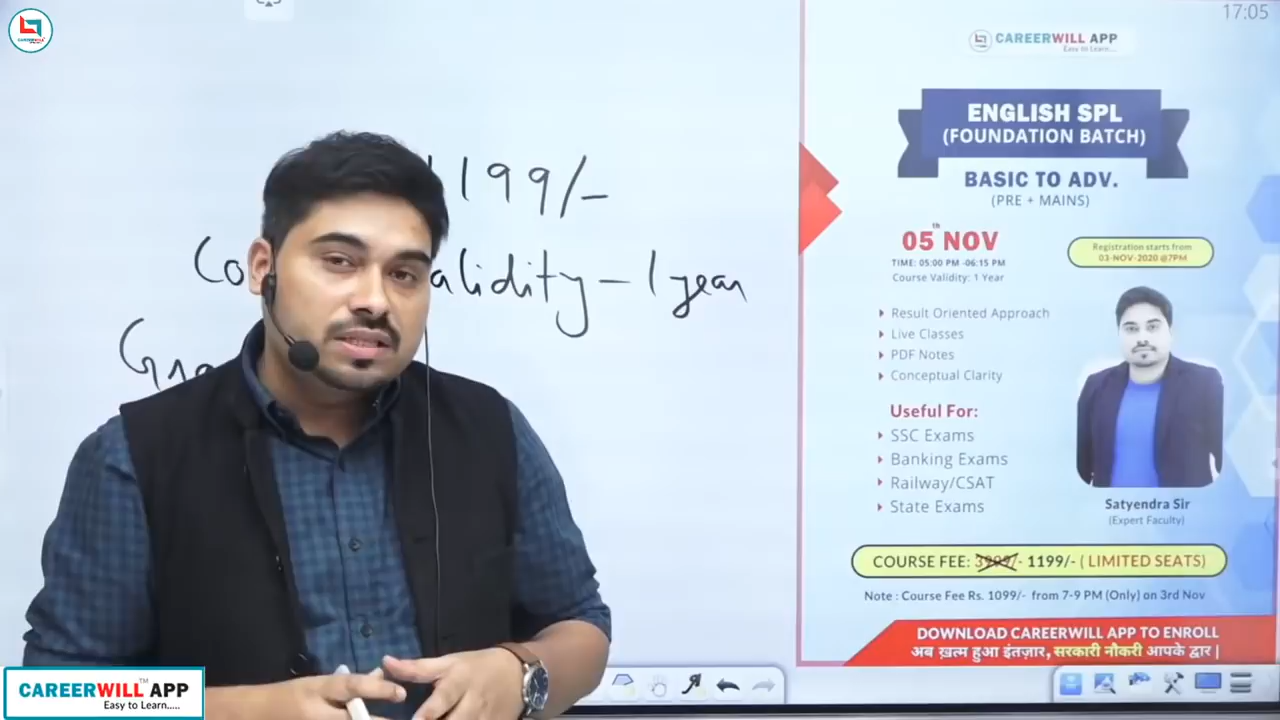 17:05
CAREERWILL APP
Easy to Learn....
ENGLISH SPL
(FOUNDATION BATCH)
BASIC TO ADV.
(PRE + MAINS)
05th NOV
TIME: 05:00 PM -06:15 PM
Course Validity: 1 Year
Registration starts from
03-NOV-2020 @7PM
Result Oriented Approach
Live Classes
PDF Notes
Conceptual Clarity
Useful For:
SSC Exams
Banking Exams
Railway/CSAT
State Exams
Satyendra Sir
(Expert Faculty)
COURSE FEE: 3999/- 1199/- ( LIMITED SEATS)
Note : Course Fee Rs. 1099/- from 7-9 PM (Only) on 3rd Nov
DOWNLOAD CAREERWILL APP TO ENROLL
अब ख़त्म हुआ इंतज़ार, सरकारी नौकरी आपके द्वार |
1199/-
alidity - 1 year
CAREERWILL APP TM
Easy to Learn.....